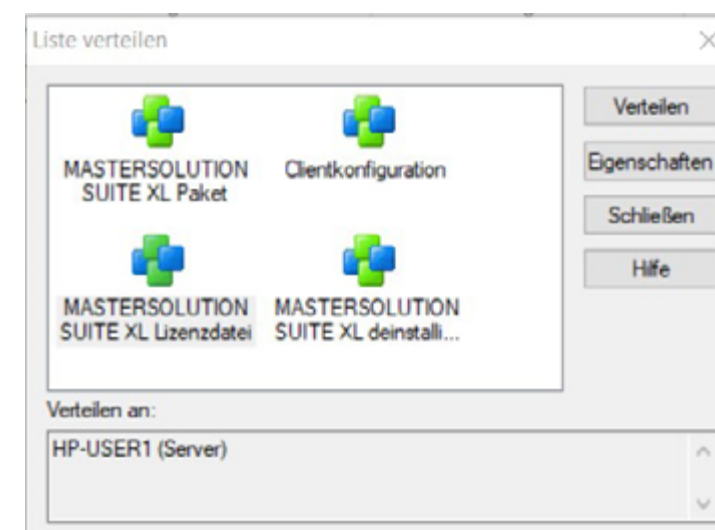 Liste verteilen
MASTERSOLUTION
SUITE XL Paket
Clientkonfiguration
MASTERSOLUTION
SUITE XL Lizenzdatei
MASTERSOLUTION
SUITE XL deinstalli...
Verteilen
Eigenschaften
Schließen
Hilfe
Verteilen an:
HP-USER1 (Server)